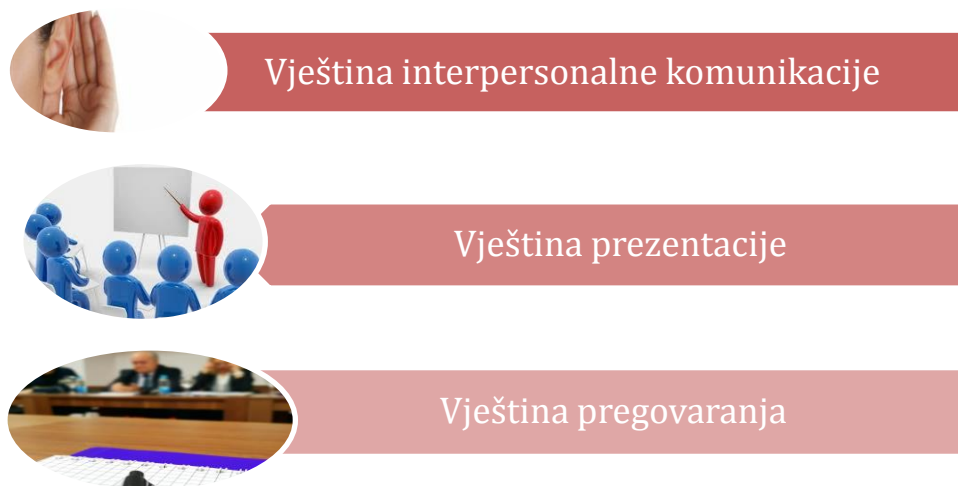 Vještina interpersonalne komunikacije
Vještina prezentacije
Vještina pregovaranja